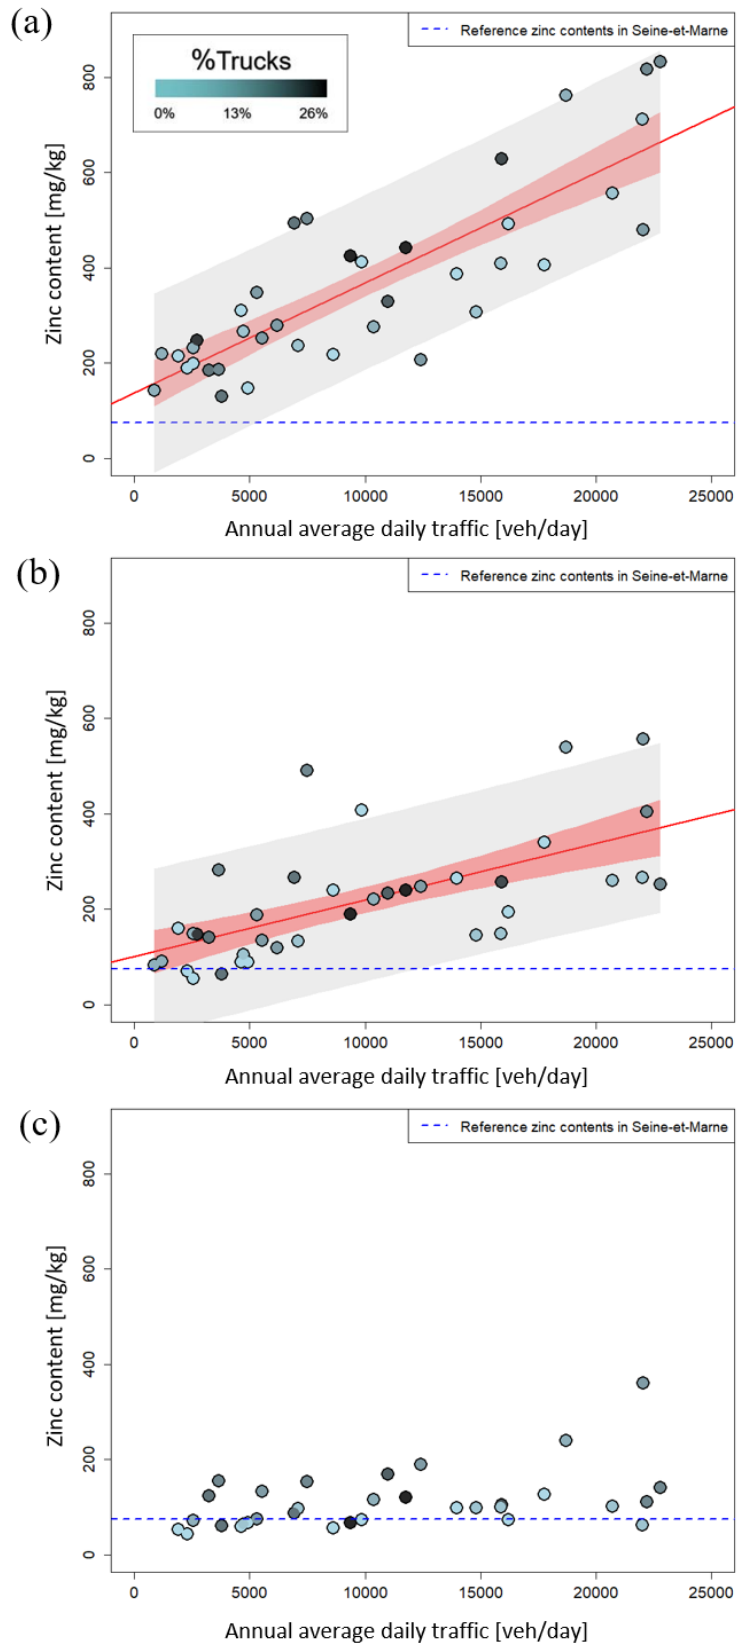 (a)
Reference zinc contents in Seine-et-Marne
%Trucks
0% 13% 26%
Zinc content [mg/kg]
800
600
400
200
0
0 5000 10000 15000 20000 25000
Annual average daily traffic [veh/day]
(b)
Reference zinc contents in Seine-et-Marne
Zinc content [mg/kg]
800
600
400
200
0
0 5000 10000 15000 20000 25000
Annual average daily traffic [veh/day]
(c)
Reference zinc contents in Seine-et-Marne
Zinc content [mg/kg]
800
600
400
200
0
0 5000 10000 15000 20000 25000
Annual average daily traffic [veh/day]